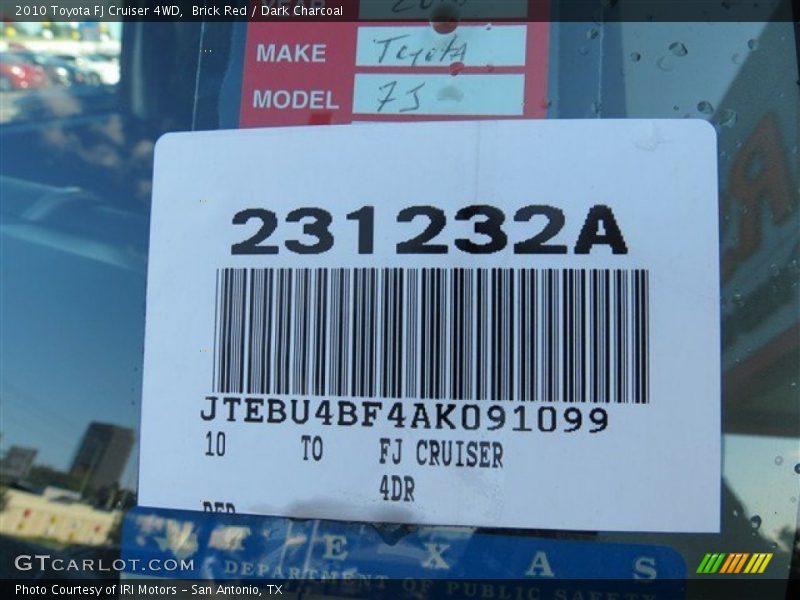 2010 Toyota FJ Cruiser 4WD, Brick Red / Dark Charcoal
MAKE Toyota
MODEL FJ
231232A
JTEBU4BF4AK091099
10 TO FJ CRUISER
4DR
RED
TEXAS
DEPARTMENT OF PUBLIC SAFETY
GTCARLOT.COM
Photo Courtesy of IRI Motors - San Antonio, TX